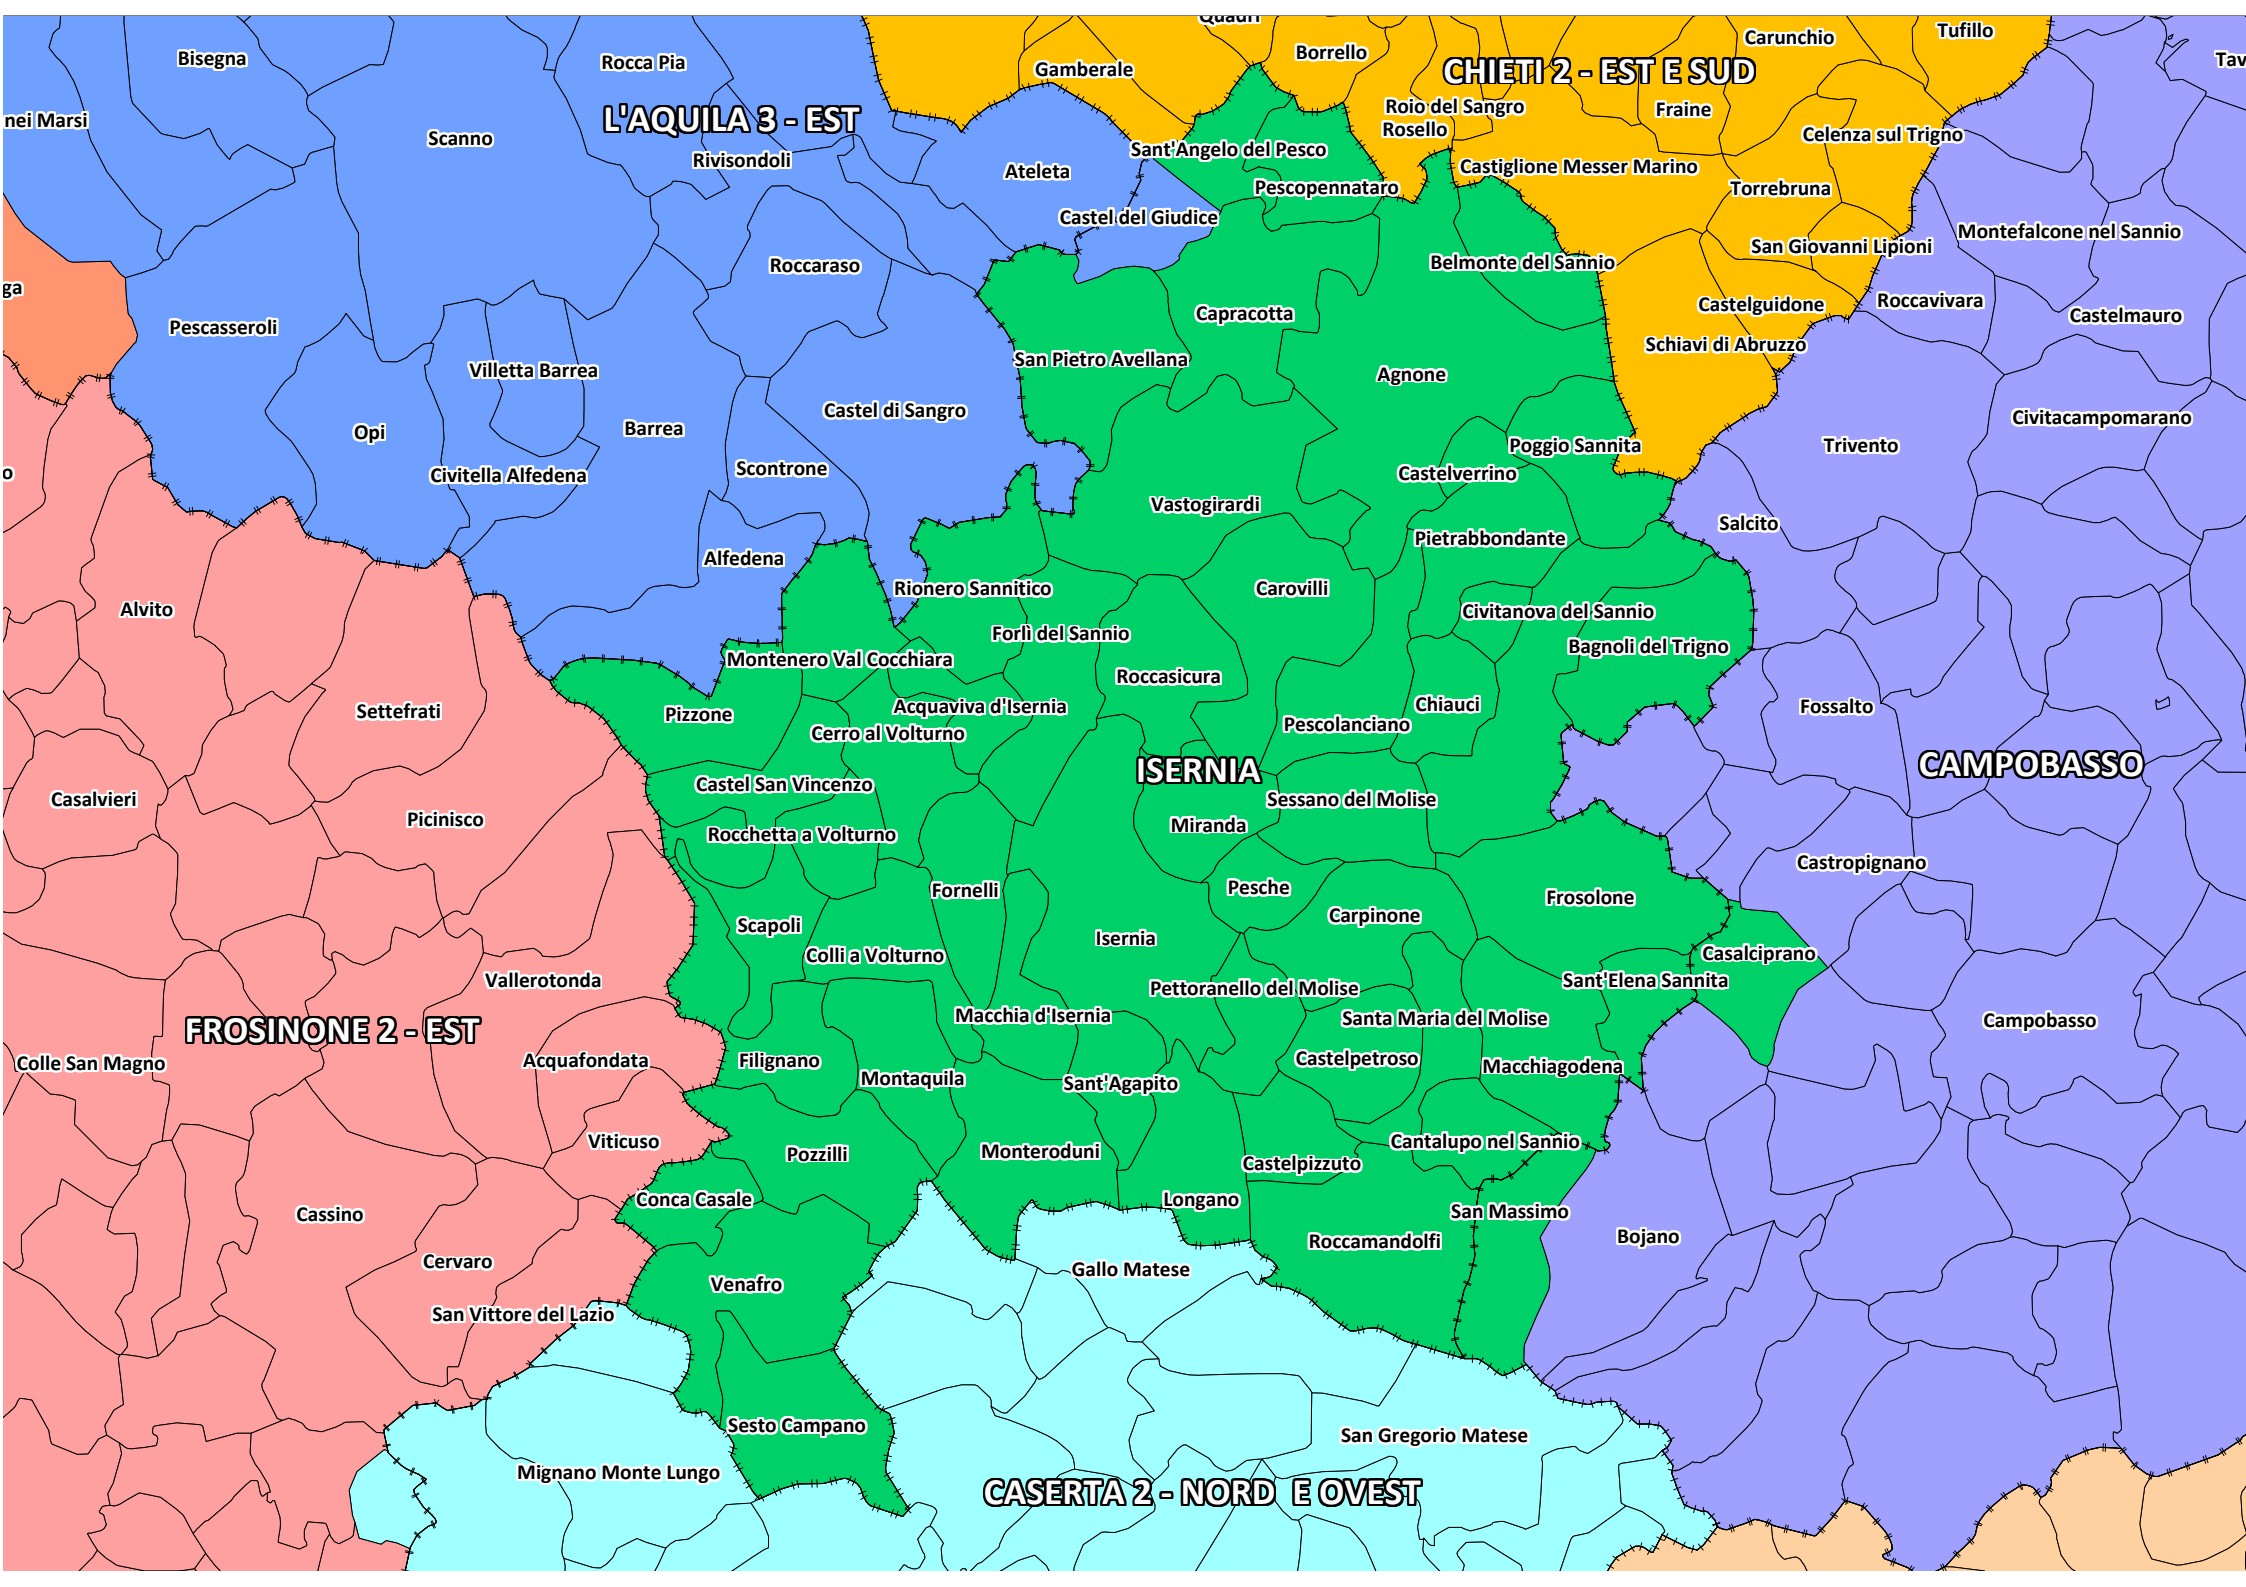 Quadri
Tufillo
Carunchio
Bisegna
Rocca Pia
Borrello
Tav
Gamberale
CHIETI 2 - EST E SUD
Roio del Sangro
Fraine
nei Marsi
L'AQUILA 3 - EST
Rosello
Celenza sul Trigno
Scanno
Sant'Angelo del Pesco
Rivisondoli
Castiglione Messer Marino
Ateleta
Pescopennataro
Torrebruna
Castel del Giudice
Montefalcone nel Sannio
San Giovanni Lipioni
Roccaraso
Belmonte del Sannio
ga
Roccavivara
Castelguidone
Capracotta
Castelmauro
Pescasseroli
Schiavi di Abruzzo
San Pietro Avellana
Villetta Barrea
Agnone
Castel di Sangro
Civitacampomarano
Opi
Barrea
Poggio Sannita
Trivento
o
Scontrone
Castelverrino
Civitella Alfedena
Vastogirardi
Salcito
Pietrabbondante
Alfedena
Rionero Sannitico
Carovilli
Alvito
Civitanova del Sannio
Forlì del Sannio
Bagnoli del Trigno
Montenero Val Cocchiara
Roccasicura
Chiauci
Acquaviva d'Isernia
Fossalto
Settefrati
Pizzone
Pescolanciano
Cerro al Volturno
CAMPOBASSO
ISERNIA
Castel San Vincenzo
Casalvieri
Sessano del Molise
Picinisco
Miranda
Rocchetta a Volturno
Castropignano
Pesche
Fornelli
Frosolone
Carpinone
Scapoli
Isernia
Casalciprano
Colli a Volturno
Vallerotonda
Sant'Elena Sannita
Pettoranello del Molise
Macchia d'Isernia
Santa Maria del Molise
Campobasso
FROSINONE 2 - EST
Castelpetroso
Acquafondata
Filignano
Colle San Magno
Macchiagodena
Montaquila
Sant'Agapito
Viticuso
Cantalupo nel Sannio
Monteroduni
Pozzilli
Castelpizzuto
Conca Casale
Longano
San Massimo
Cassino
Bojano
Roccamandolfi
Cervaro
Gallo Matese
Venafro
San Vittore del Lazio
Sesto Campano
San Gregorio Matese
Mignano Monte Lungo
CASERTA 2 - NORD  E OVEST